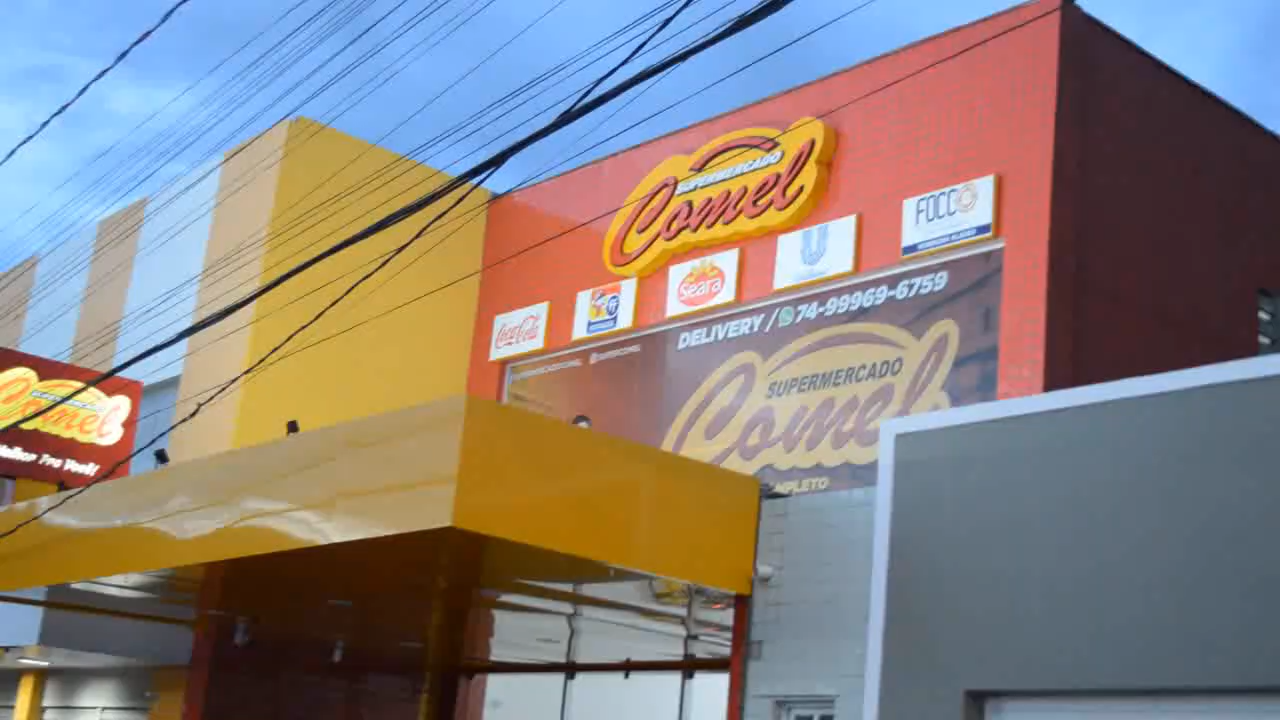 SUPERMERCADO
Comel
FOCCO
Seara
Coca-Cola
DELIVERY / 74-99969-6759
SUPERMERCADO
Comel
Comel
Melhor Pra Você!